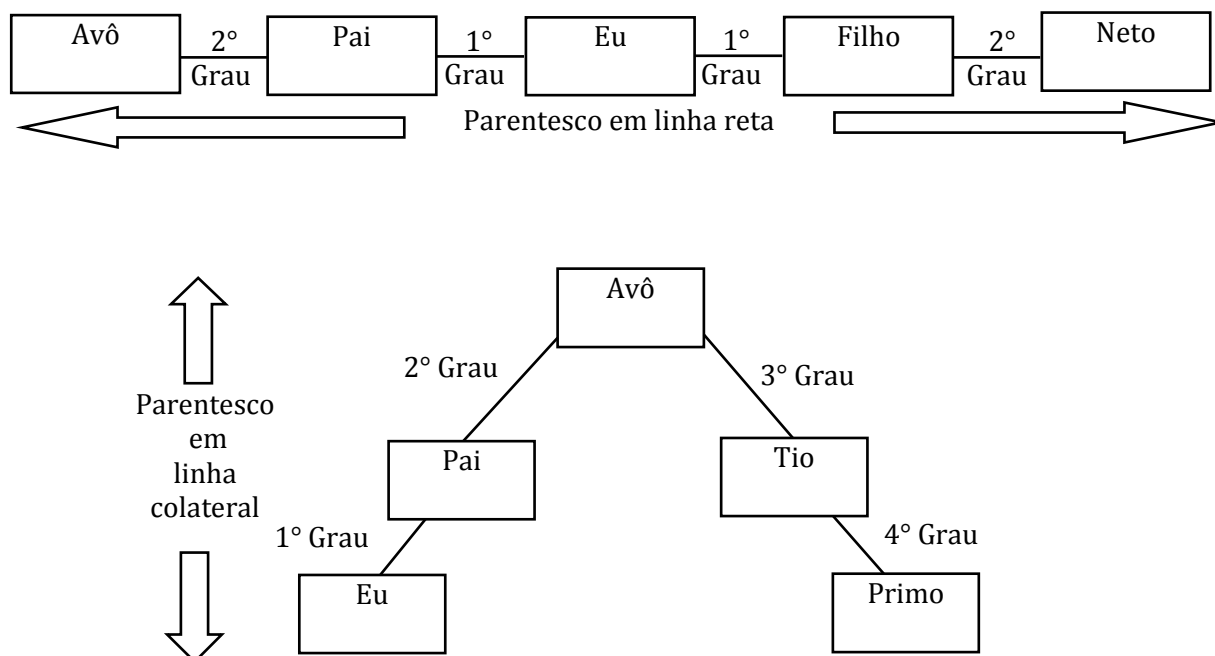 Avô
2°
Grau
Pai
1°
Grau
Eu
1°
Grau
Filho
2°
Grau
Neto
Parentesco em linha reta
Avô
2° Grau
3° Grau
Parentesco
em
linha
colateral
Pai
Tio
1° Grau
4° Grau
Eu
Primo